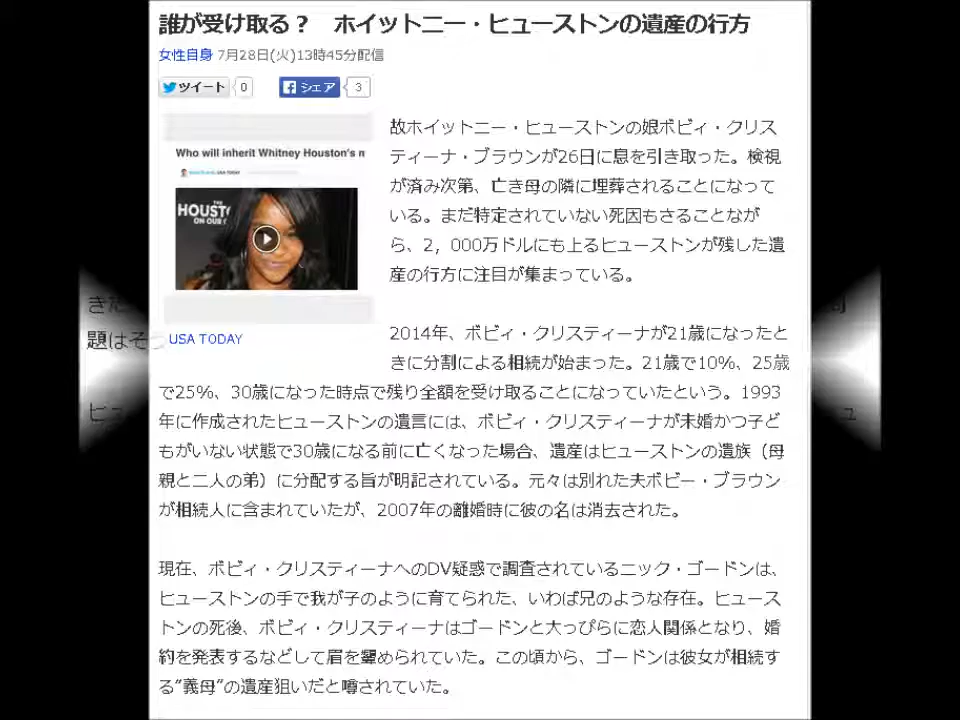 誰が受け取る？　ホイットニー・ヒューストンの遺産の行方
女性自身 7月28日(火)13時45分配信
ツイート 0 シェア 3
Who will inherit Whitney Houston's m
USA TODAY
HOUST
ON OUR
USA TODAY
故ホイットニー・ヒューストンの娘ボビィ・クリス
ティーナ・ブラウンが26日に息を引き取った。検視
が済み次第、亡き母の隣に埋葬されることになって
いる。まだ特定されていない死因もさることなが
ら、2，000万ドルにも上るヒューストンが残した遺
産の行方に注目が集まっている。
2014年、ボビィ・クリスティーナが21歳になったと
きに分割による相続が始まった。21歳で10%、25歳
で25%、30歳になった時点で残り全額を受け取ることになっていたという。1993
年に作成されたヒューストンの遺言には、ボビィ・クリスティーナが未婚かつ子ど
もがいない状態で30歳になる前に亡くなった場合、遺産はヒューストンの遺族（母
親と二人の弟）に分配する旨が明記されている。元々は別れた夫ボビー・ブラウン
が相続人に含まれていたが、2007年の離婚時に彼の名は消去された。
現在、ボビィ・クリスティーナへのDV疑惑で調査されているニック・ゴードンは、
ヒューストンの手で我が子のように育てられた、いわば兄のような存在。ヒュース
トンの死後、ボビィ・クリスティーナはゴードンと大っぴらに恋人関係となり、婚
約を発表するなどして眉を顰められていた。この頃から、ゴードンは彼女が相続す
る"義母"の遺産狙いだと噂されていた。
題はそ
ヒュ